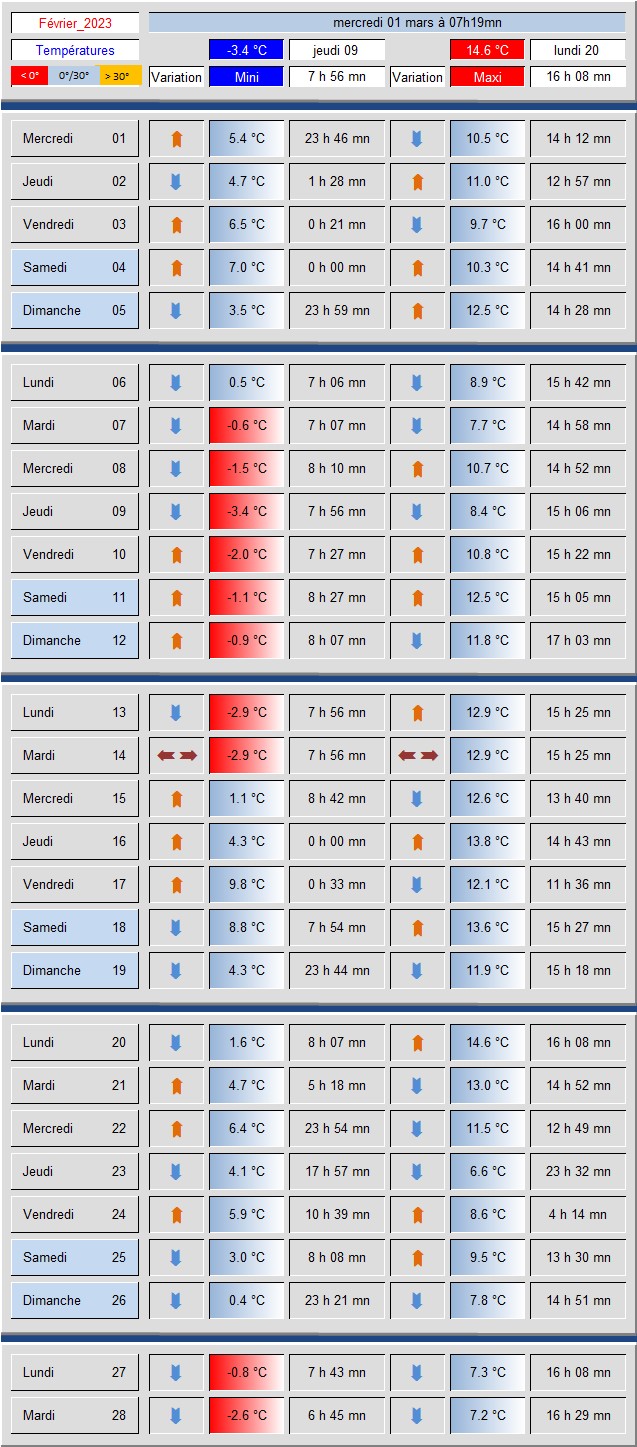 Février_2023 mercredi 01 mars à 07h19mn
Températures -3.4 °C jeudi 09 14.6 °C lundi 20
< 0° 0°/30° > 30° Variation Mini 7 h 56 mn Variation Maxi 16 h 08 mn
Mercredi 01 5.4 °C 23 h 46 mn 10.5 °C 14 h 12 mn
Jeudi 02 4.7 °C 1 h 28 mn 11.0 °C 12 h 57 mn
Vendredi 03 6.5 °C 0 h 21 mn 9.7 °C 16 h 00 mn
Samedi 04 7.0 °C 0 h 00 mn 10.3 °C 14 h 41 mn
Dimanche 05 3.5 °C 23 h 59 mn 12.5 °C 14 h 28 mn
Lundi 06 0.5 °C 7 h 06 mn 8.9 °C 15 h 42 mn
Mardi 07 -0.6 °C 7 h 07 mn 7.7 °C 14 h 58 mn
Mercredi 08 -1.5 °C 8 h 10 mn 10.7 °C 14 h 52 mn
Jeudi 09 -3.4 °C 7 h 56 mn 8.4 °C 15 h 06 mn
Vendredi 10 -2.0 °C 7 h 27 mn 10.8 °C 15 h 22 mn
Samedi 11 -1.1 °C 8 h 27 mn 12.5 °C 15 h 05 mn
Dimanche 12 -0.9 °C 8 h 07 mn 11.8 °C 17 h 03 mn
Lundi 13 -2.9 °C 7 h 56 mn 12.9 °C 15 h 25 mn
Mardi 14 -2.9 °C 7 h 56 mn 12.9 °C 15 h 25 mn
Mercredi 15 1.1 °C 8 h 42 mn 12.6 °C 13 h 40 mn
Jeudi 16 4.3 °C 0 h 00 mn 13.8 °C 14 h 43 mn
Vendredi 17 9.8 °C 0 h 33 mn 12.1 °C 11 h 36 mn
Samedi 18 8.8 °C 7 h 54 mn 13.6 °C 15 h 27 mn
Dimanche 19 4.3 °C 23 h 44 mn 11.9 °C 15 h 18 mn
Lundi 20 1.6 °C 8 h 07 mn 14.6 °C 16 h 08 mn
Mardi 21 4.7 °C 5 h 18 mn 13.0 °C 14 h 52 mn
Mercredi 22 6.4 °C 23 h 54 mn 11.5 °C 12 h 49 mn
Jeudi 23 4.1 °C 17 h 57 mn 6.6 °C 23 h 32 mn
Vendredi 24 5.9 °C 10 h 39 mn 8.6 °C 4 h 14 mn
Samedi 25 3.0 °C 8 h 08 mn 9.5 °C 13 h 30 mn
Dimanche 26 0.4 °C 23 h 21 mn 7.8 °C 14 h 51 mn
Lundi 27 -0.8 °C 7 h 43 mn 7.3 °C 16 h 08 mn
Mardi 28 -2.6 °C 6 h 45 mn 7.2 °C 16 h 29 mn